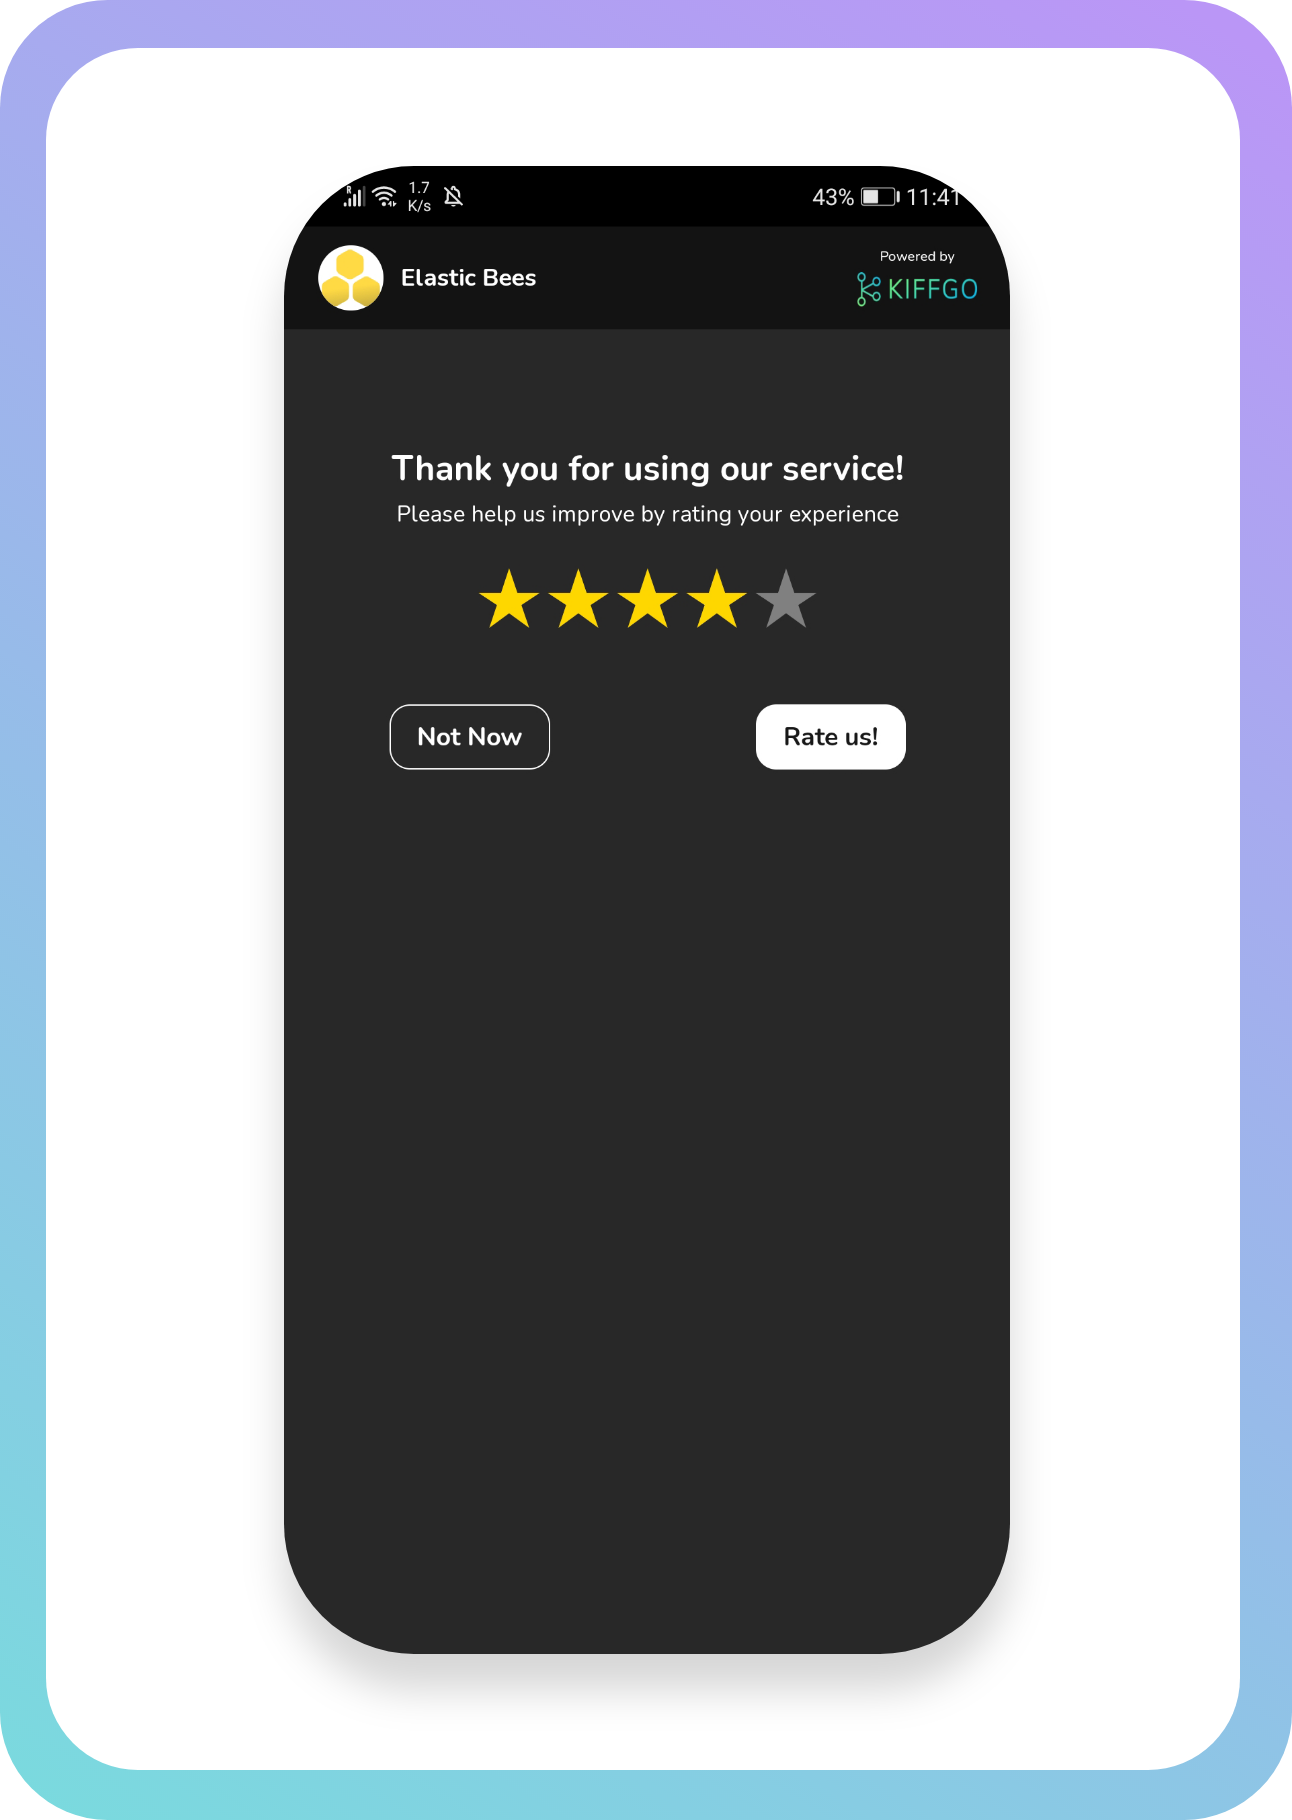 R
1.7
K/s
43% 11:41
Elastic Bees
Powered by
KIFFGO
Thank you for using our service!
Please help us improve by rating your experience
Not Now
Rate us!